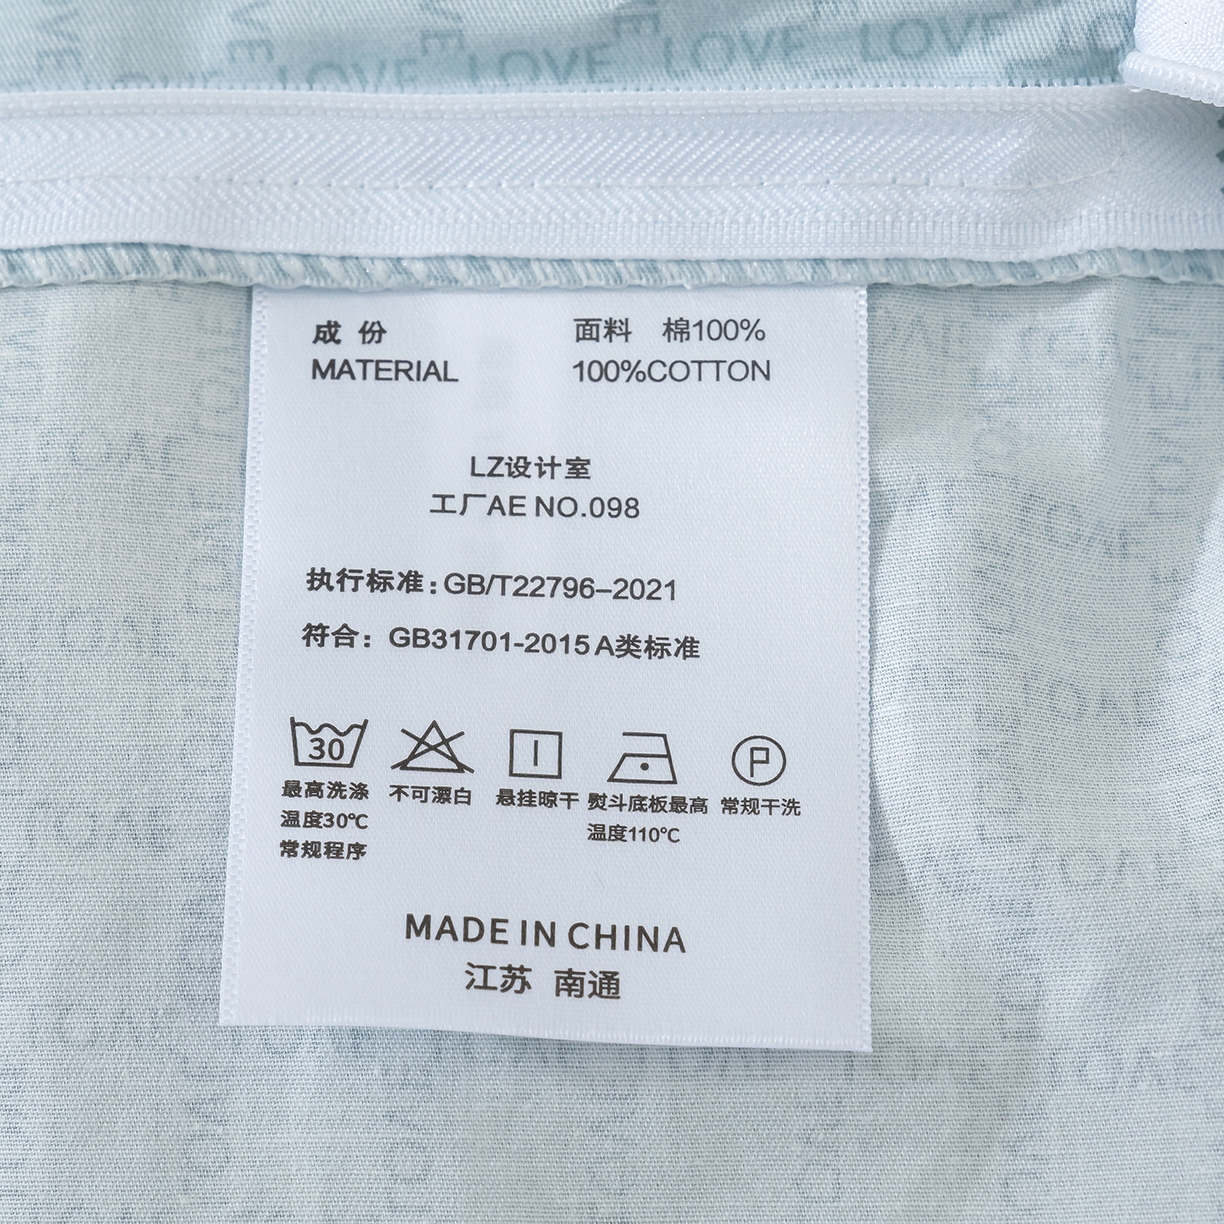 LOVE LOVE LOVE LOVE
成 份 面料 棉100%
MATERIAL 100%COTTON
LZ设计室
工厂AE NO.098
执行标准:GB/T22796-2021
符合: GB31701-2015 A类标准
30 P
最高洗涤 不可漂白 悬挂晾干 熨斗底板最高 常规干洗
温度30℃ 温度110℃
常规程序
MADE IN CHINA
江苏 南通